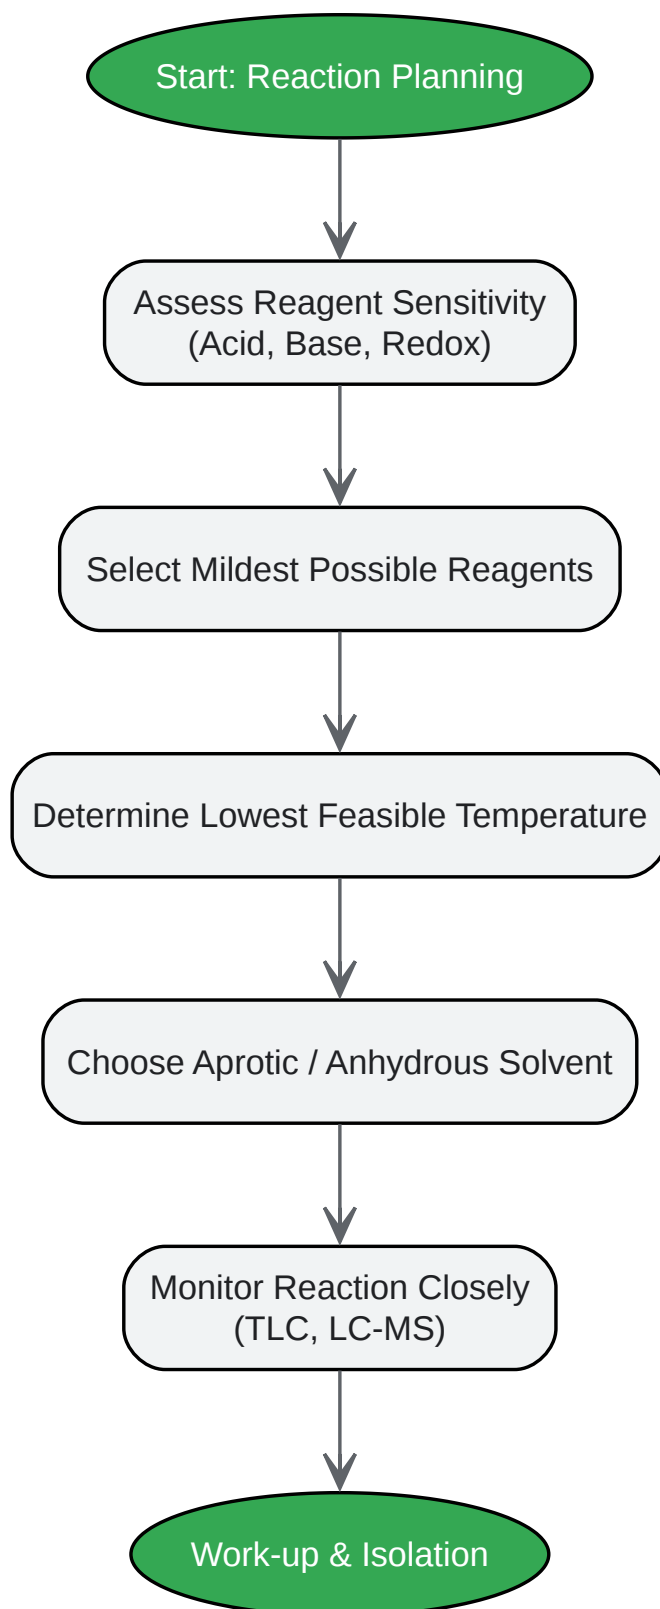 Start: Reaction Planning
Assess Reagent Sensitivity
(Acid, Base, Redox)
Select Mildest Possible Reagents
Determine Lowest Feasible Temperature
Choose Aprotic / Anhydrous Solvent
Monitor Reaction Closely
(TLC, LC-MS)
Work-up & Isolation